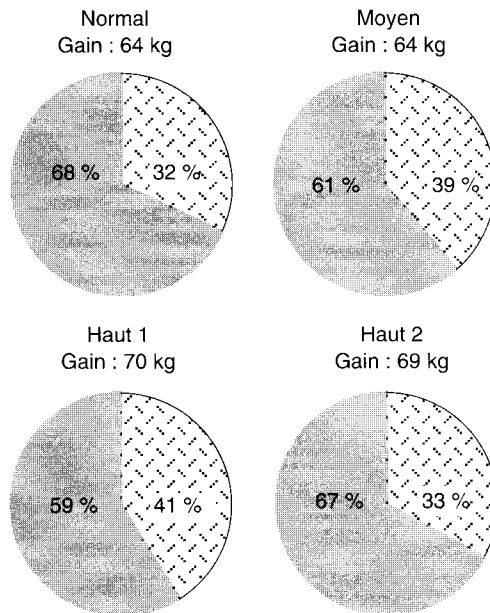 Normal
Gain : 64 kg
68 %
32 %
Moyen
Gain : 64 kg
61 %
39 %
Haut 1
Gain : 70 kg
59 %
41 %
Haut 2
Gain : 69 kg
67 %
33 %